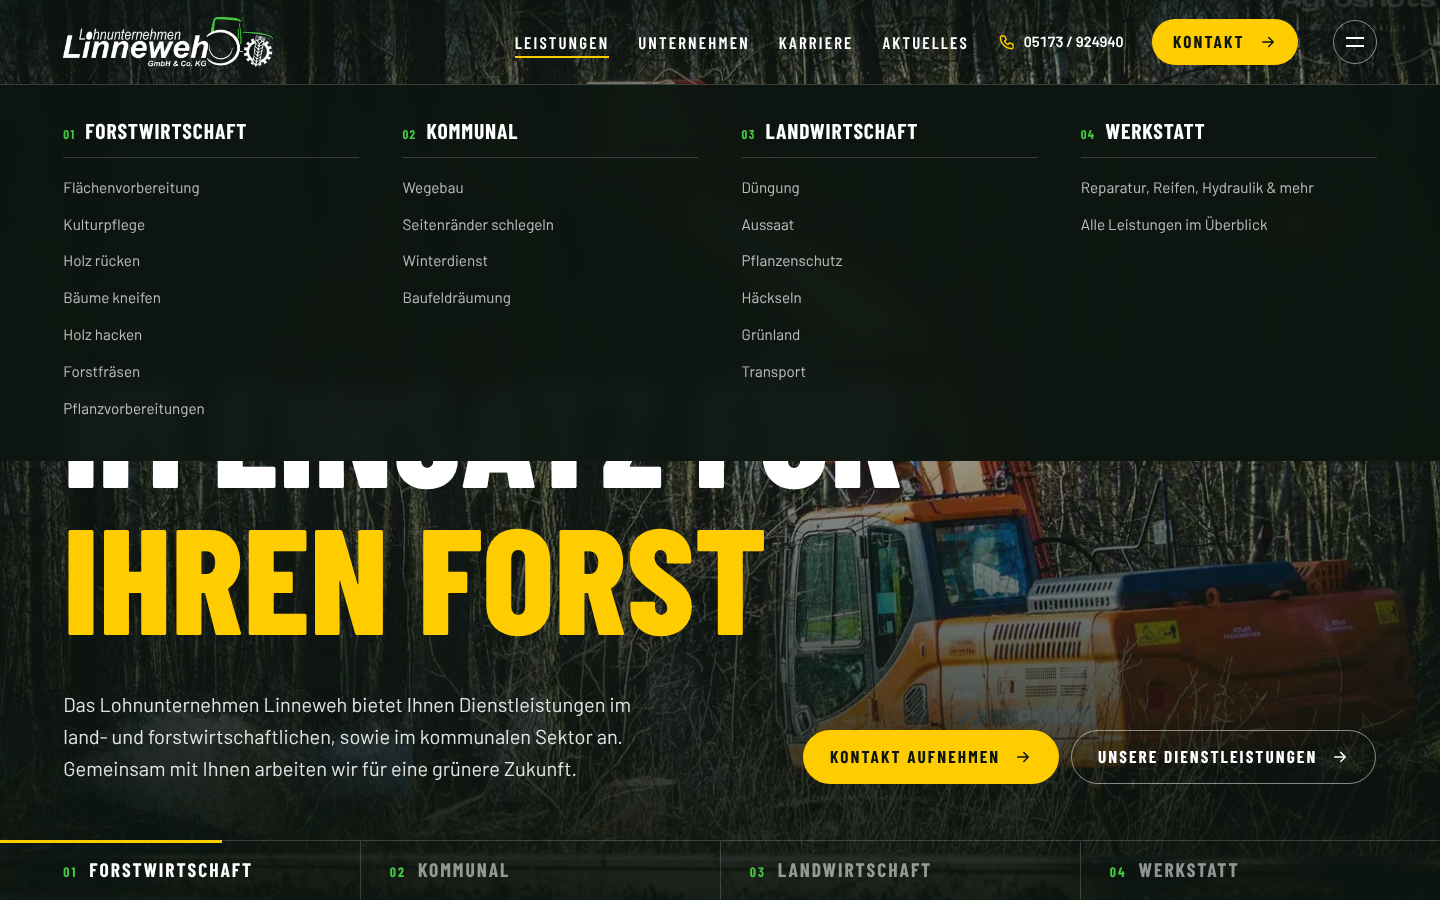 Lohnunternehmen
Linneweh
GmbH & Co. KG
LEISTUNGEN
UNTERNEHMEN
KARRIERE
AKTUELLES
05173 / 924940
KONTAKT
01 FORSTWIRTSCHAFT
Flächenvorbereitung
Kulturpflege
Holz rücken
Bäume kneifen
Holz hacken
Forstfräsen
Pflanzvorbereitungen
02 KOMMUNAL
Wegebau
Seitenränder schlegeln
Winterdienst
Baufeldräumung
03 LANDWIRTSCHAFT
Düngung
Aussaat
Pflanzenschutz
Häckseln
Grünland
Transport
04 WERKSTATT
Reparatur, Reifen, Hydraulik & mehr
Alle Leistungen im Überblick
IM EINSATZ FÜR
IHREN FORST
Das Lohnunternehmen Linneweh bietet Ihnen Dienstleistungen im
land- und forstwirtschaftlichen, sowie im kommunalen Sektor an.
Gemeinsam mit Ihnen arbeiten wir für eine grünere Zukunft.
KONTAKT AUFNEHMEN
UNSERE DIENSTLEISTUNGEN
01 FORSTWIRTSCHAFT
02 KOMMUNAL
03 LANDWIRTSCHAFT
04 WERKSTATT